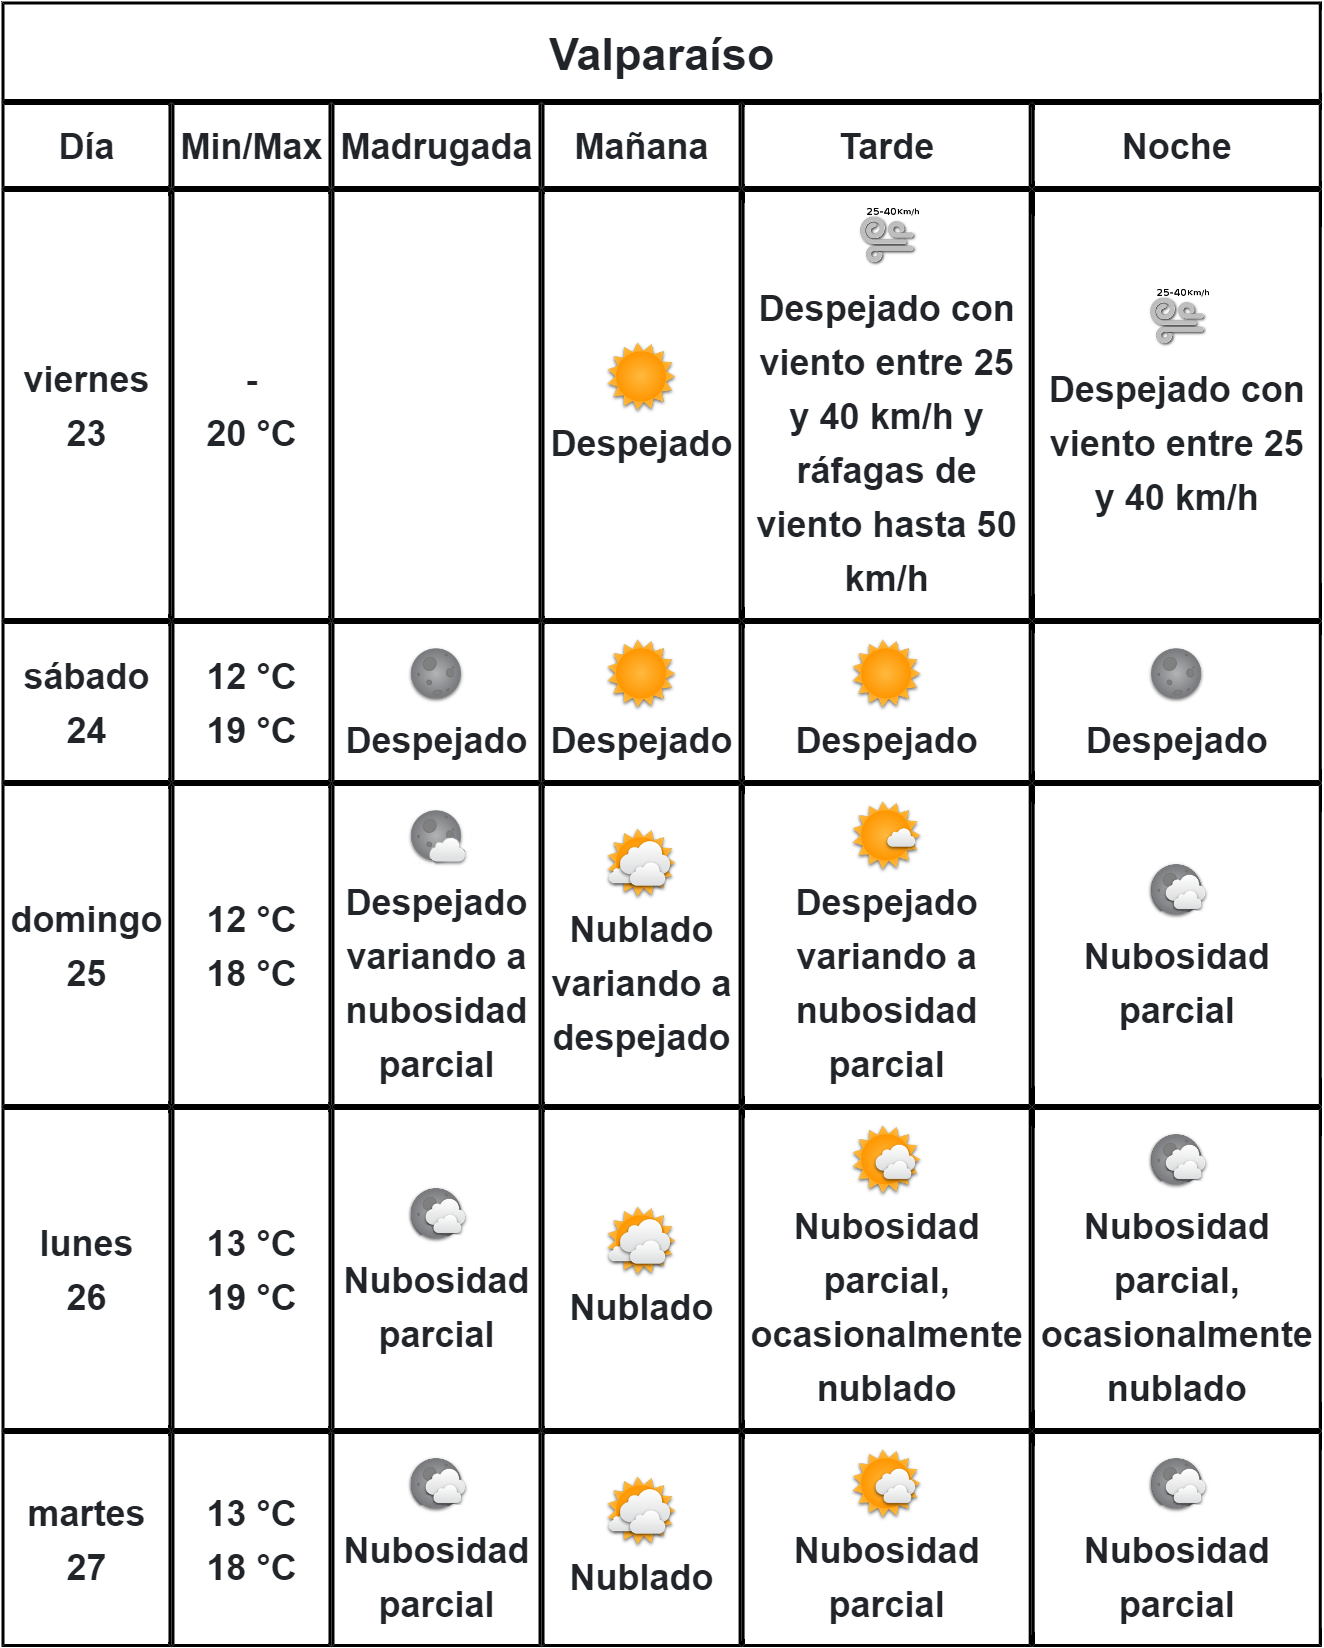 Valparaíso
Día Min/Max Madrugada Mañana Tarde Noche
viernes
23
-
20 °C
Despejado
25-40Km/h
Despejado con
viento entre 25
y 40 km/h y
ráfagas de
viento hasta 50
km/h
25-40Km/h
Despejado con
viento entre 25
y 40 km/h
sábado
24
12 °C
19 °C
Despejado
Despejado
Despejado
Despejado
domingo
25
12 °C
18 °C
Despejado
variando a
nubosidad
parcial
Nublado
variando a
despejado
Despejado
variando a
nubosidad
parcial
Nubosidad
parcial
lunes
26
13 °C
19 °C
Nubosidad
parcial
Nublado
Nubosidad
parcial,
ocasionalmente
nublado
Nubosidad
parcial,
ocasionalmente
nublado
martes
27
13 °C
18 °C
Nubosidad
parcial
Nublado
Nubosidad
parcial
Nubosidad
parcial